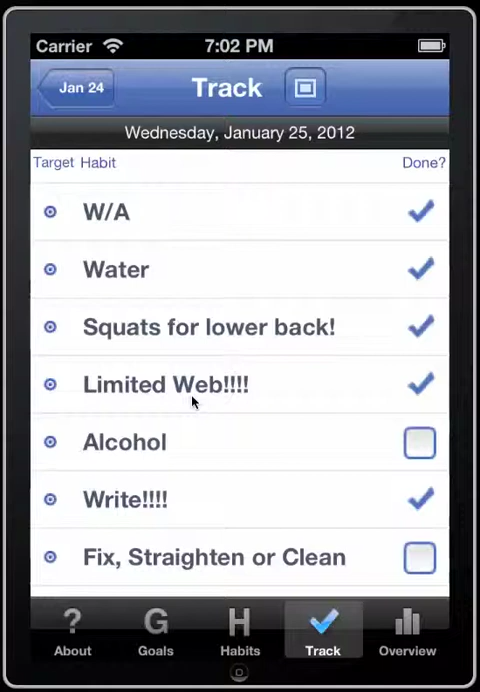 Carrier 7:02 PM
Jan 24 Track
Wednesday, January 25, 2012
Target Habit Done?
W/A
Water
Squats for lower back!
Limited Web!!!!
Alcohol
Write!!!!
Fix, Straighten or Clean
? G H
About Goals Habits Track Overview